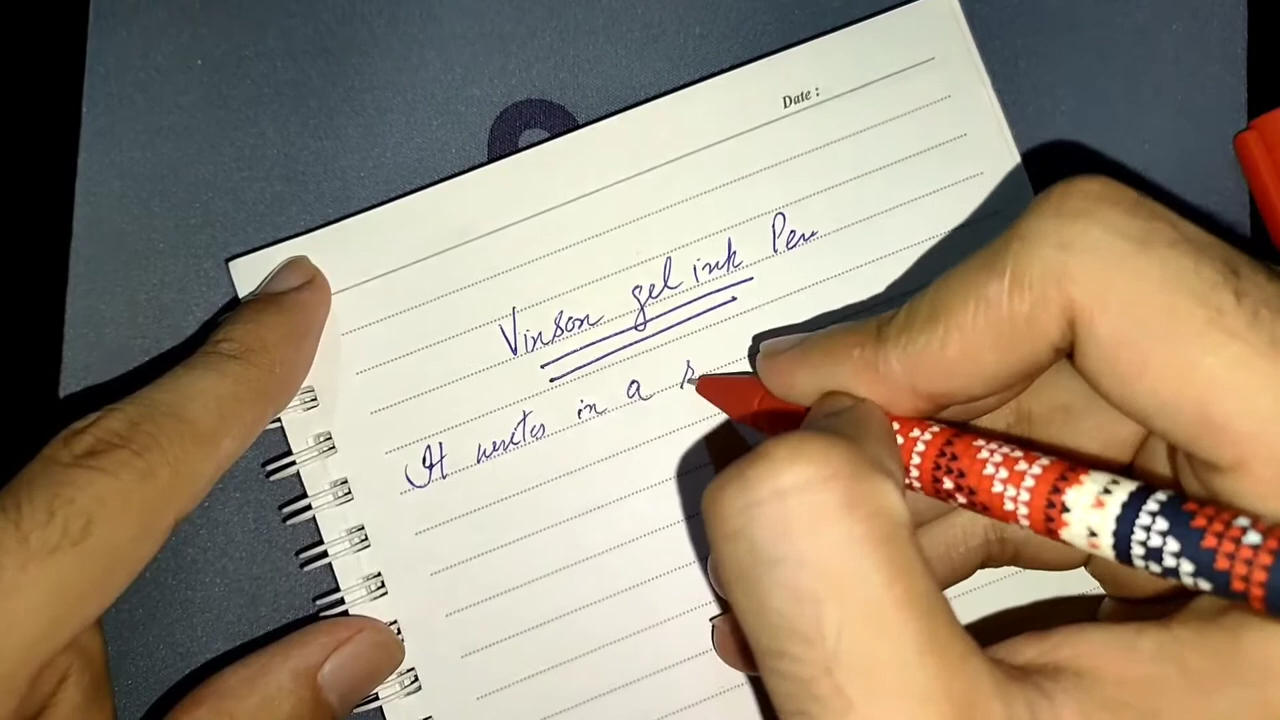 Date :
Vinson gel ink Pen
It writes in a